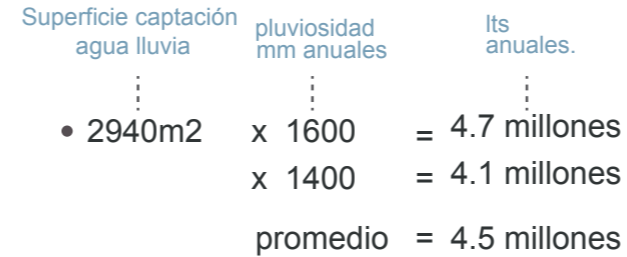 Superficie captación
agua lluvia
pluviosidad
mm anuales
lts
anuales.
• 2940m2 x 1600 = 4.7 millones
x 1400 = 4.1 millones
promedio = 4.5 millones